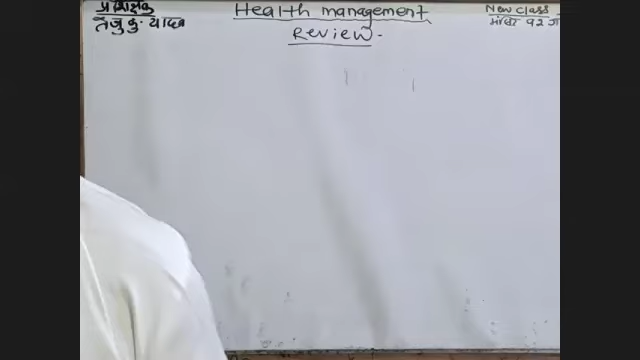 प्रशिक्षक
तेजु कु. यादव
Health management
Review.
New class